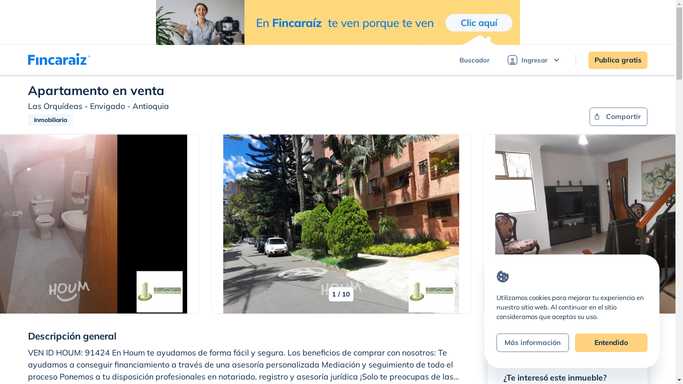 En Fincaraíz te ven porque te ven
Clic aquí
Fincaraíz
Buscador
Ingresar
Publica gratis
Apartamento en venta
Las Orquídeas - Envigado - Antioquia
Inmobiliaria
Compartir
HOUM
HOUM
1 / 10
Utilizamos cookies para mejorar tu experiencia en
nuestro sitio web. Al continuar en el sitio
consideramos que aceptas su uso.
Más información
Entendido
Descripción general
VEN ID HOUM: 91424 En Houm te ayudamos de forma fácil y segura. Los beneficios de comprar con nosotros: Te
ayudamos a conseguir financiamiento a través de una asesoría personalizada Mediación y seguimiento de todo el
proceso Ponemos a tu disposición profesionales en notariado, registro y asesoría jurídica ¡Solo te preocupas de las...
¿Te interesó este inmueble?